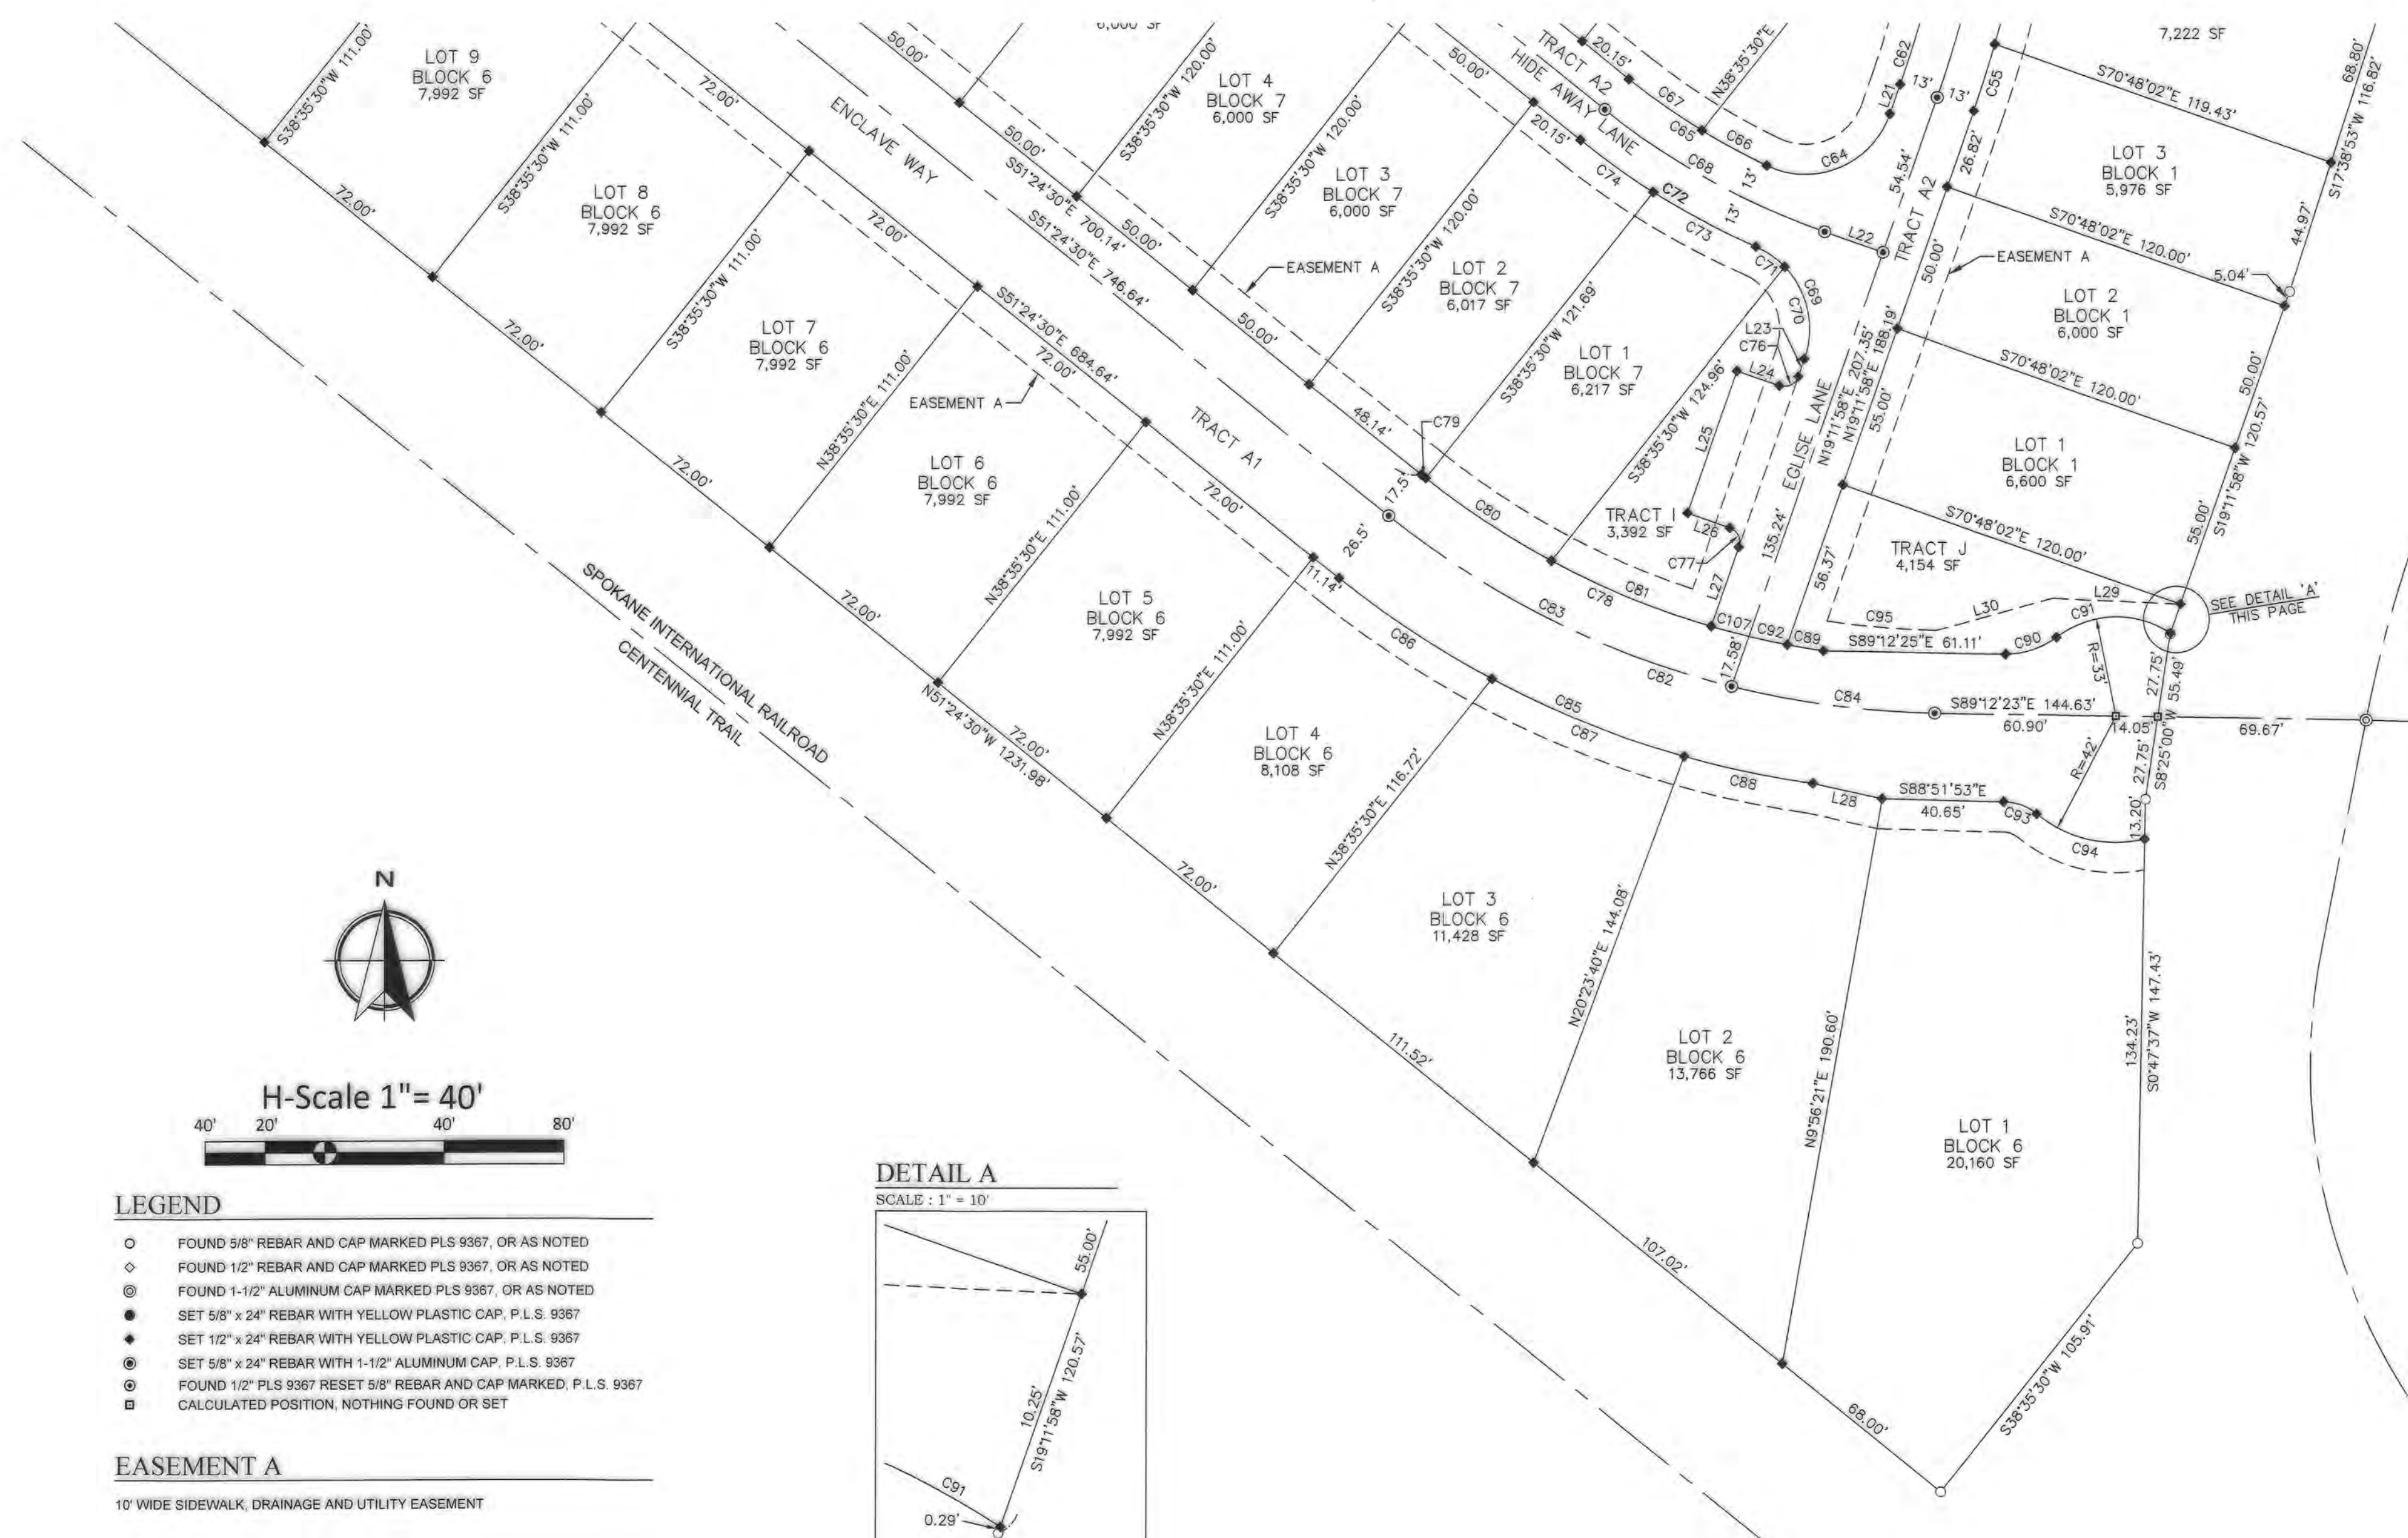 LOT 9
BLOCK 6
7,992 SF
S38°35'30"W 111.00'
S38°35'30"W 111.00'
72.00'
72.00'
LOT 8
BLOCK 6
7,992 SF
S38°35'30"W 111.00'
72.00'
72.00'
LOT 7
BLOCK 6
7,992 SF
N38°35'30"E 111.00'
S51°24'30"E 684.64'
72.00'
72.00'
EASEMENT A
LOT 6
BLOCK 6
7,992 SF
N38°35'30"E 111.00'
72.00'
72.00'
LOT 5
BLOCK 6
7,992 SF
N38°35'30"E 111.00'
11.14'
26.5'
C86
72.00'
N51°24'30"W 1231.98'
LOT 4
BLOCK 6
8,108 SF
N38°35'30"E 116.72'
72.00'
C85
C87
LOT 3
BLOCK 6
11,428 SF
N20°23'40"E 144.08'
111.52'
C88
L28
LOT 2
BLOCK 6
13,766 SF
N9°56'21"E 190.60'
107.02'
S88°51'53"E
40.65'
C93
C94
LOT 1
BLOCK 6
20,160 SF
134.23'
S0°47'37"W 147.43'
S38°35'30"W 105.91'
68.00'
SPOKANE INTERNATIONAL RAILROAD
CENTENNIAL TRAIL
ENCLAVE WAY
S51°24'30"E 700.14'
S51°24'30"E 746.64'
TRACT A1
50.00'
6,000 SF
S38°35'30"W 120.00'
50.00'
LOT 4
BLOCK 7
6,000 SF
S38°35'30"W 120.00'
50.00'
LOT 3
BLOCK 7
6,000 SF
EASEMENT A
S38°35'30"W 120.00'
50.00'
50.00'
LOT 2
BLOCK 7
6,017 SF
20.15'
C74
C72
48.14'
C79
17.5'
S38°35'30"W 121.69'
LOT 1
BLOCK 7
6,217 SF
S38°35'30"W 124.96'
C73
13'
C71
C69
C70
L23
C76
L24
L25
TRACT I
3,392 SF
L26
C77
L27
C80
C81
C78
C83
C82
C107
C92
C89
17.58'
C84
TRACT A2
HIDE AWAY LANE
20.15'
C67
C65
N38°35'30"E
C66
C64
13'
C68
L21
C62
13'
13'
L22
54.54'
TRACT A2
EGLISE LANE
135.24'
N19°11'58"E 207.35'
N19°11'58"E 188.19'
7,222 SF
C55
26.82'
S70°48'02"E 119.43'
68.80'
S17°38'53"W 116.82'
LOT 3
BLOCK 1
5,976 SF
44.97'
S70°48'02"E 120.00'
5.04'
50.00'
EASEMENT A
LOT 2
BLOCK 1
6,000 SF
50.00'
S70°48'02"E 120.00'
55.00'
LOT 1
BLOCK 1
6,600 SF
55.00'
S19°11'58"W 120.57'
S70°48'02"E 120.00'
56.37'
TRACT J
4,154 SF
C95
L30
L29
C91
SEE DETAIL 'A'
THIS PAGE
S89°12'25"E 61.11'
C90
R=33'
27.75'
S8°25'00"W 55.49'
S89°12'23"E 144.63'
60.90'
14.05'
69.67'
R=42'
27.75'
13.20'
N
H-Scale 1"= 40'
40' 20' 40' 80'
LEGEND
FOUND 5/8" REBAR AND CAP MARKED PLS 9367, OR AS NOTED
FOUND 1/2" REBAR AND CAP MARKED PLS 9367, OR AS NOTED
FOUND 1-1/2" ALUMINUM CAP MARKED PLS 9367, OR AS NOTED
SET 5/8" x 24" REBAR WITH YELLOW PLASTIC CAP, P.L.S. 9367
SET 1/2" x 24" REBAR WITH YELLOW PLASTIC CAP, P.L.S. 9367
SET 5/8" x 24" REBAR WITH 1-1/2" ALUMINUM CAP, P.L.S. 9367
FOUND 1/2" PLS 9367 RESET 5/8" REBAR AND CAP MARKED, P.L.S. 9367
CALCULATED POSITION, NOTHING FOUND OR SET
EASEMENT A
10' WIDE SIDEWALK, DRAINAGE AND UTILITY EASEMENT
DETAIL A
SCALE : 1" = 10'
55.00'
10.25'
S19°11'58"W 120.57'
C91
0.29'